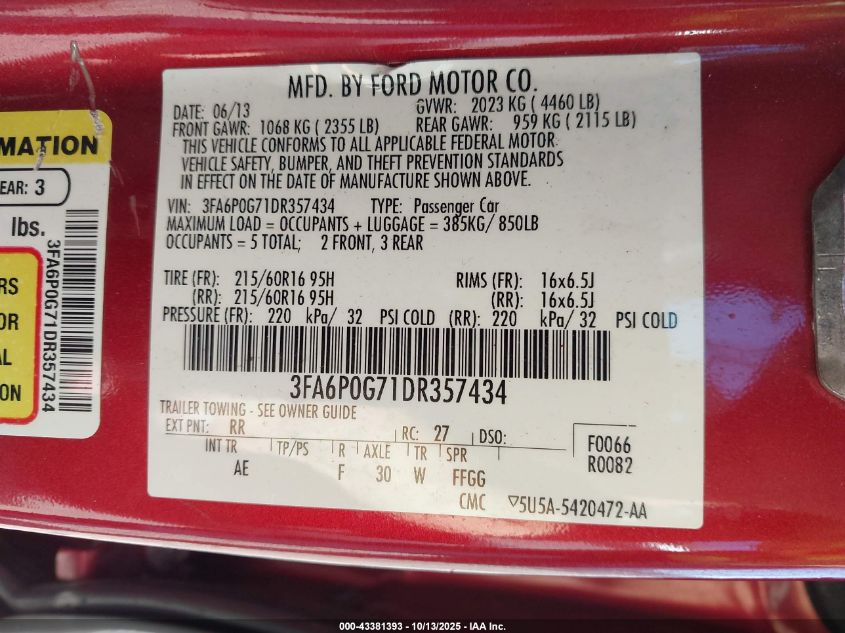 MFD. BY FORD MOTOR CO.
DATE: 06/13 GVWR: 2023 KG ( 4460 LB)
FRONT GAWR: 1068 KG ( 2355 LB) REAR GAWR: 959 KG ( 2115 LB)
THIS VEHICLE CONFORMS TO ALL APPLICABLE FEDERAL MOTOR
VEHICLE SAFETY, BUMPER, AND THEFT PREVENTION STANDARDS
IN EFFECT ON THE DATE OF MANUFACTURE SHOWN ABOVE.
VIN: 3FA6P0G71DR357434 TYPE: Passenger Car
MAXIMUM LOAD = OCCUPANTS + LUGGAGE = 385KG/ 850LB
OCCUPANTS = 5 TOTAL; 2 FRONT, 3 REAR
TIRE (FR): 215/60R16 95H RIMS (FR): 16x6.5J
(RR): 215/60R16 95H (RR): 16x6.5J
PRESSURE (FR): 220 kPa/ 32 PSI COLD (RR): 220 kPa/ 32 PSI COLD
3FA6P0G71DR357434
TRAILER TOWING - SEE OWNER GUIDE
EXT PNT: RR RC: 27 DSO: F0066
INT TR TP/PS R AXLE TR SPR R0082
AE F 30 W FFGG
CMC ▽5U5A-5420472-AA
MATION
EAR: 3
lbs.
3FA6P0G71DR357434
RS
OR
AL
ON
000-43381393 - 10/13/2025 - IAA Inc.